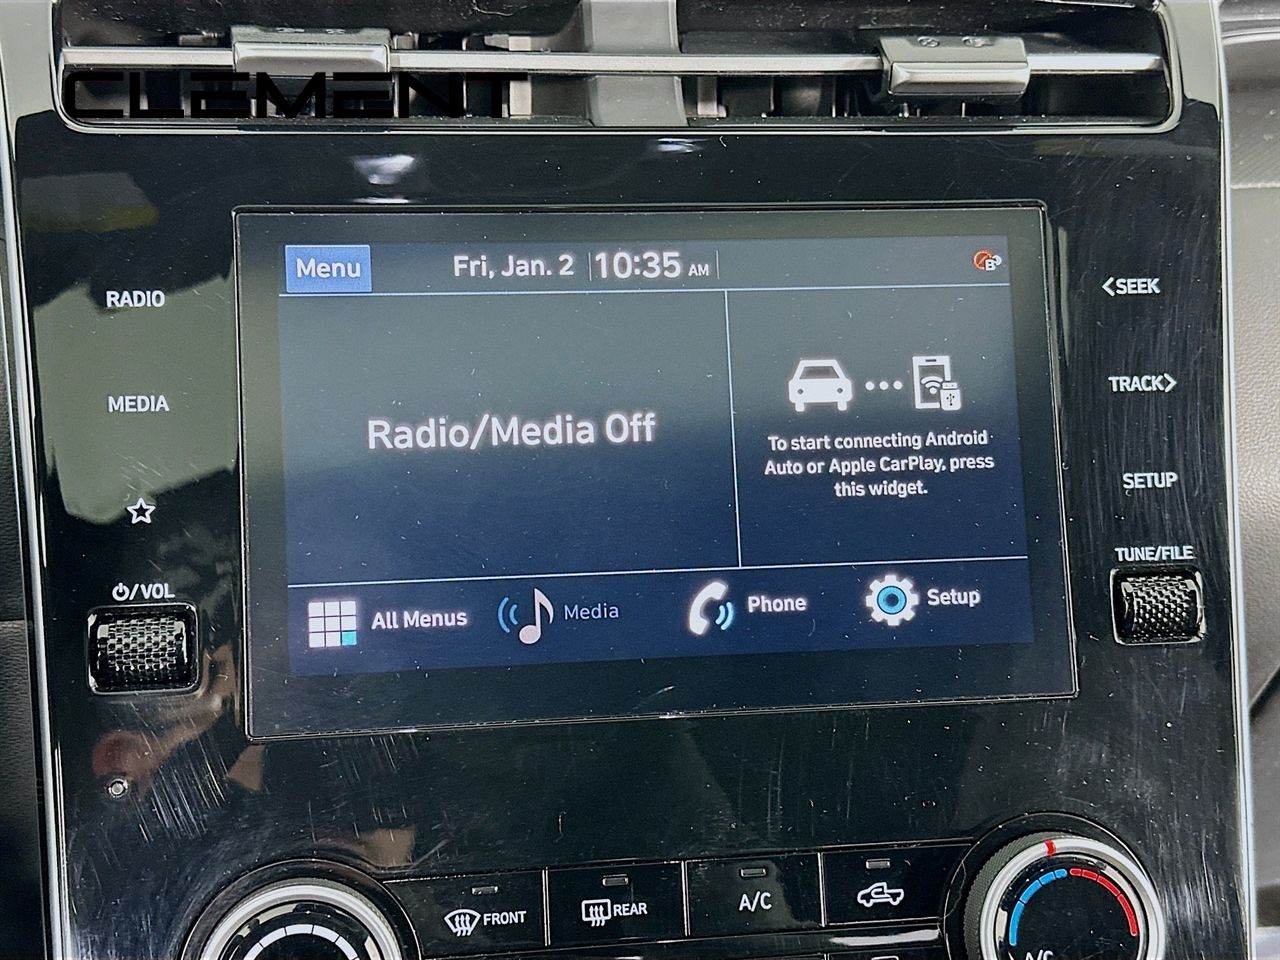 CLEMENT
Menu
Fri, Jan. 2
10:35 AM
RADIO
MEDIA
VOL
<SEEK
TRACK>
SETUP
TUNE/FILE
Radio/Media Off
To start connecting Android
Auto or Apple CarPlay, press
this widget.
All Menus
Media
Phone
Setup
FRONT
REAR
A/C
A/C